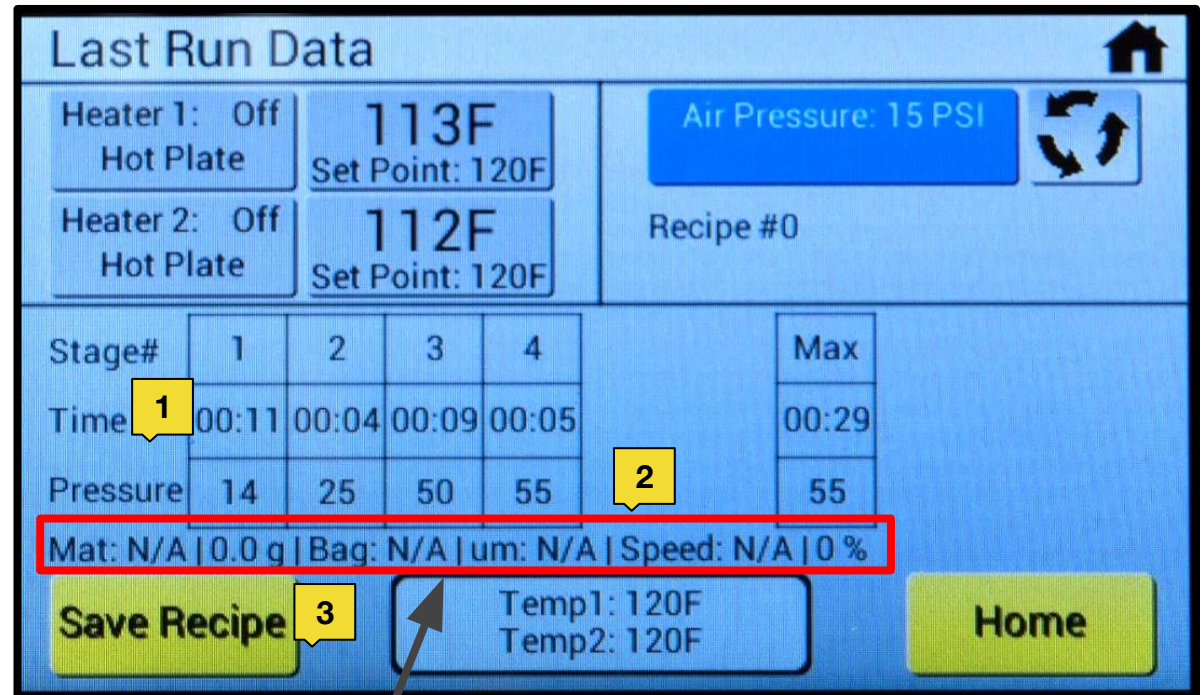 Last Run Data
Heater 1: Off
Hot Plate
113F
Set Point: 120F
Air Pressure: 15 PSI
Heater 2: Off
Hot Plate
112F
Set Point: 120F
Recipe #0
Stage# 1 2 3 4 Max
Time 1 00:11 00:04 00:09 00:05 00:29
2
Pressure 14 25 50 55 55
Mat: N/A | 0.0 g | Bag: N/A | um: N/A | Speed: N/A | 0 %
Save Recipe 3
Temp1: 120F
Temp2: 120F
Home